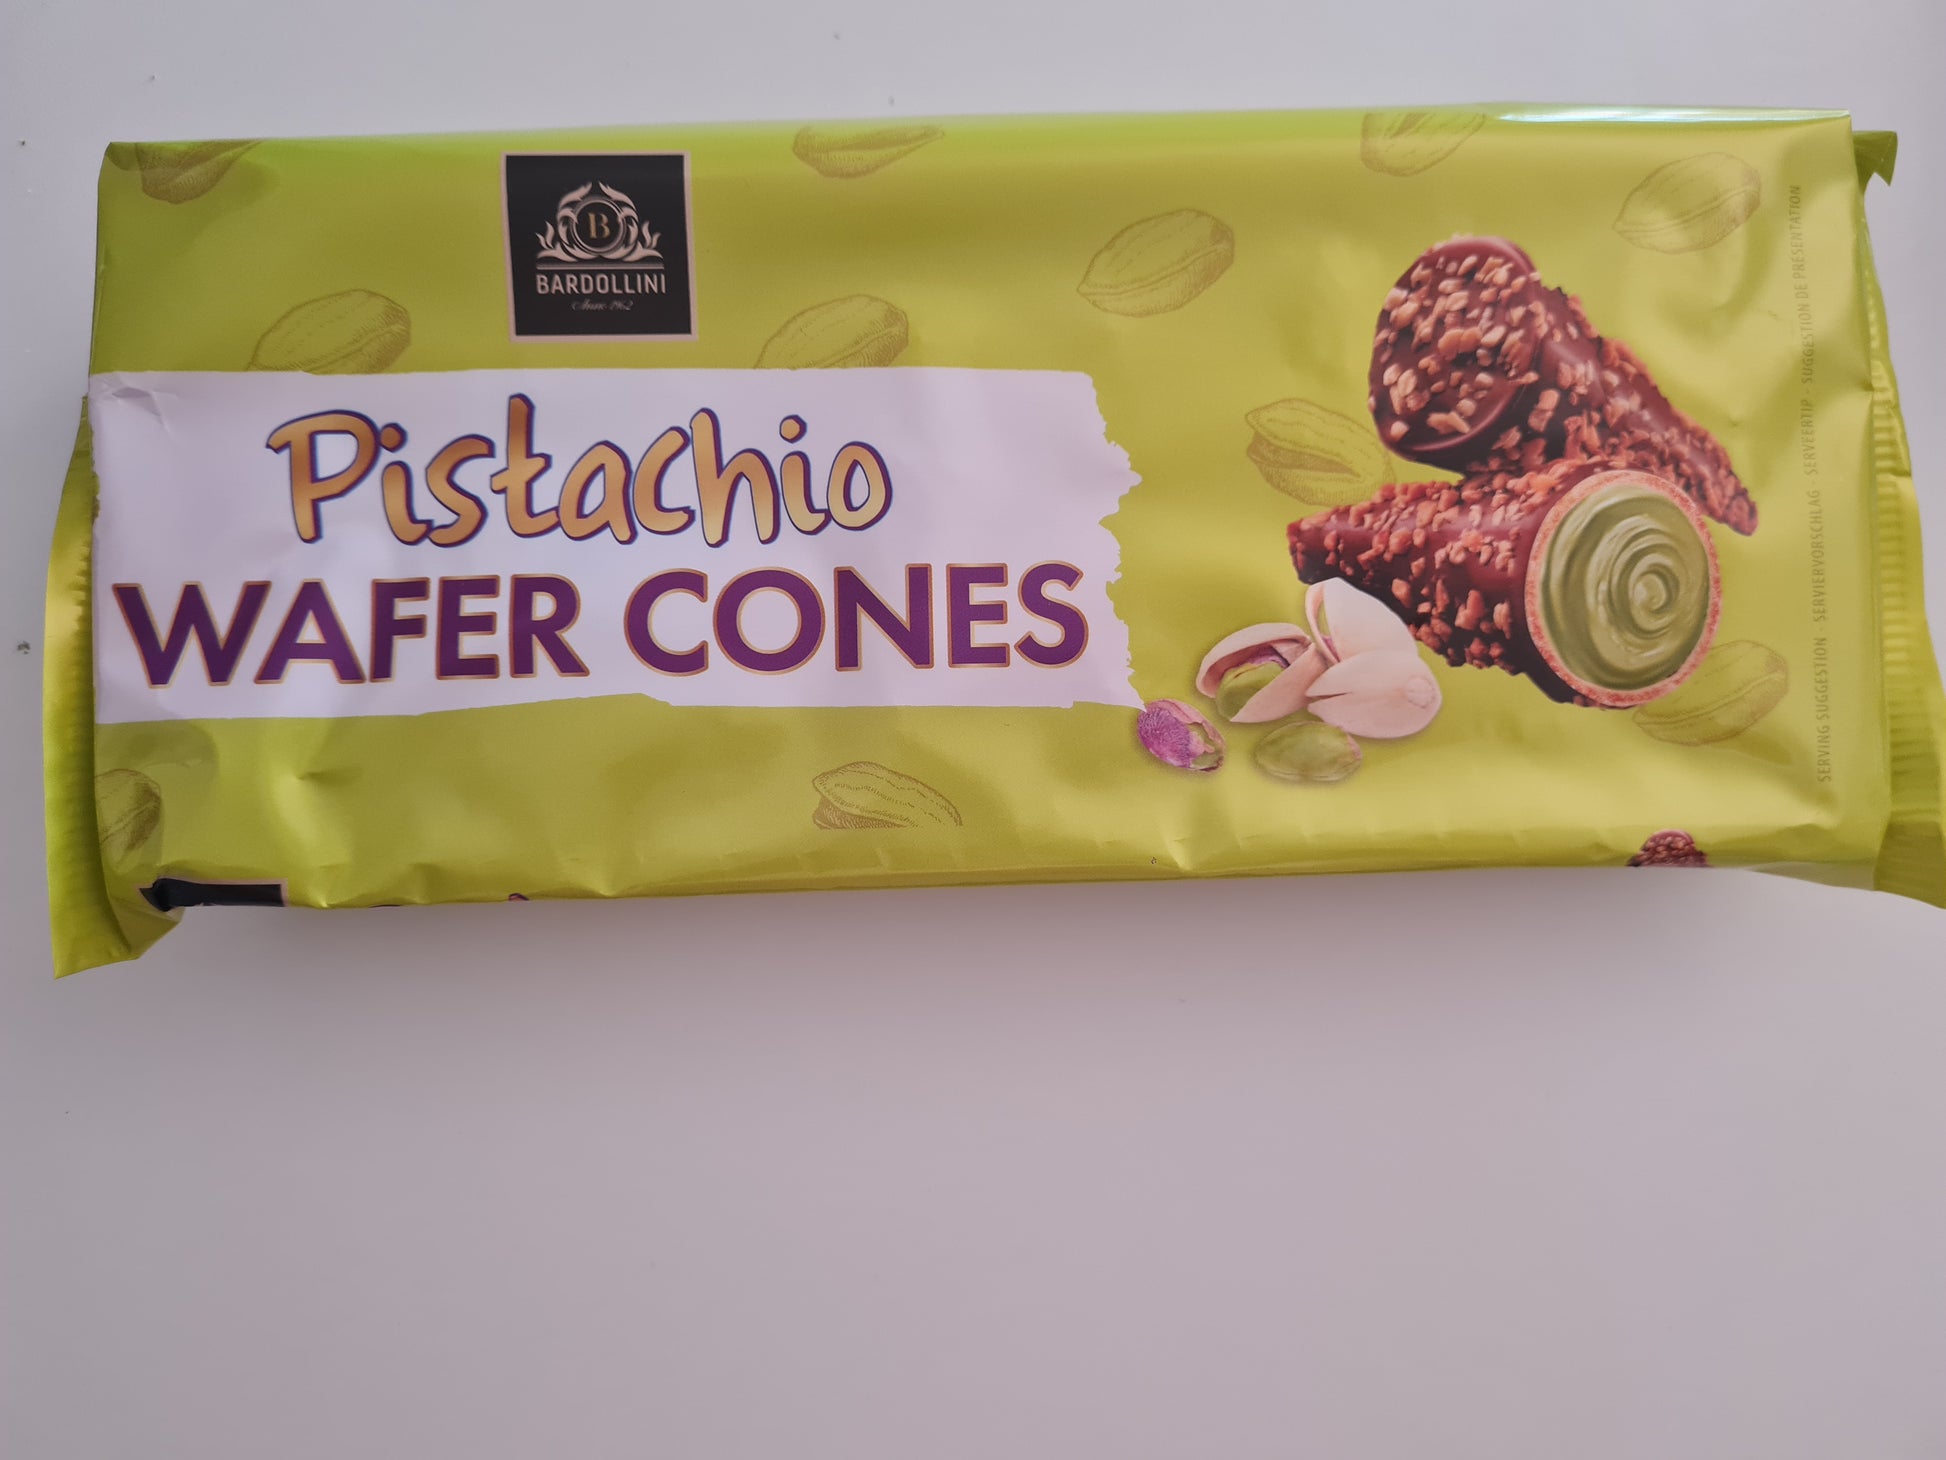 B
BARDOLLINI
Since 1962
Pistachio
WAFER CONES
SERVING SUGGESTION - SERVIERVORSCHLAG - SERVEERTIP - SUGGESTION DE PRÉSENTATION